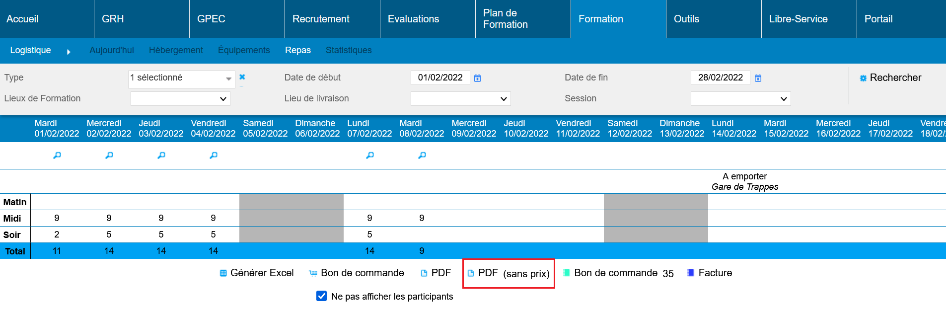 Accueil GRH GPEC Recrutement Evaluations Plan de Formation Formation Outils Libre-Service Portail
Logistique Aujourd'hui Hébergement Équipements Repas Statistiques
Type 1 sélectionné Date de début 01/02/2022 Date de fin 28/02/2022 Rechercher
Lieux de Formation Lieu de livraison Session
Mardi Mercredi Jeudi Vendredi Samedi Dimanche Lundi Mardi Mercredi Jeudi Vendredi Samedi Dimanche Lundi Mardi Mercredi Jeudi Vendre
01/02/2022 02/02/2022 03/02/2022 04/02/2022 05/02/2022 06/02/2022 07/02/2022 08/02/2022 09/02/2022 10/02/2022 11/02/2022 12/02/2022 13/02/2022 14/02/2022 15/02/2022 16/02/2022 17/02/2022 18/02/
A emporter
Gare de Trappes
Matin
Midi 9 9 9 9 9 9
Soir 2 5 5 5 5
Total 11 14 14 14 14 9
Générer Excel Bon de commande PDF PDF (sans prix) Bon de commande 35 Facture
Ne pas afficher les participants